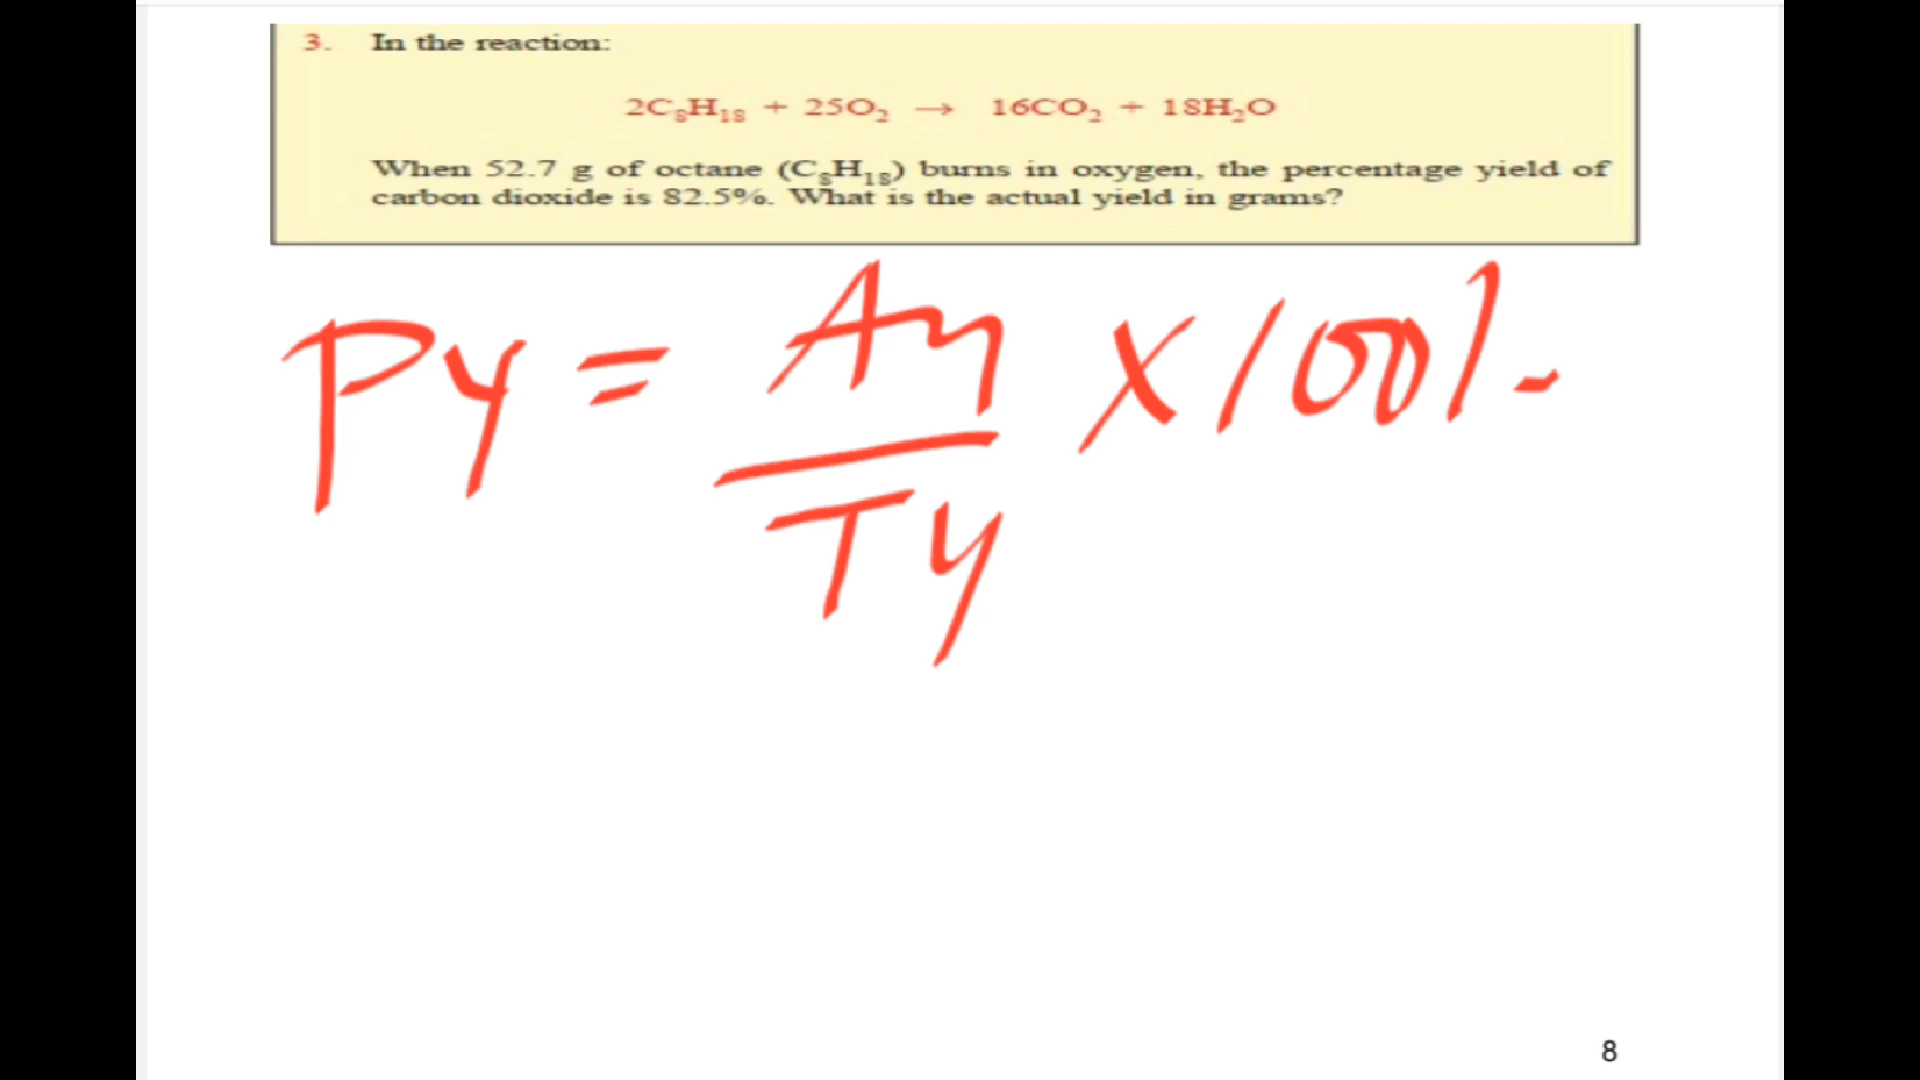 3. In the reaction:
2C₈H₁₈ + 25O₂ → 16CO₂ + 18H₂O
When 52.7 g of octane (C₈H₁₈) burns in oxygen, the percentage yield of
carbon dioxide is 82.5%. What is the actual yield in grams?
PY = Ay / Ty X 100%
8